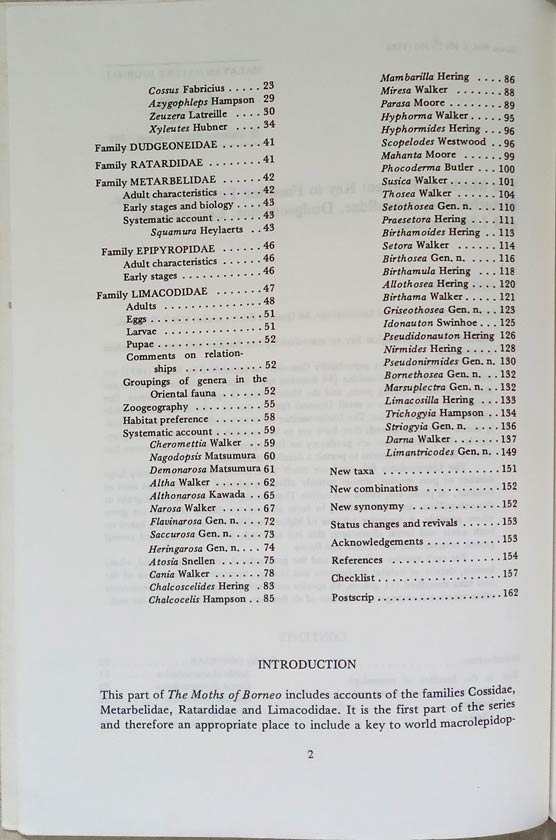 Cossus Fabricius . . . . . 23
Azygophleps Hampson 29
Zeuzera Latreille . . . . 30
Xyleutes Hubner . . . . 34
Family DUDGEONEIDAE . . . . . . 41
Family RATARDIDAE . . . . . . . 41
Family METARBELIDAE . . . . . . 42
Adult characteristics . . . . . 42
Early stages and biology . . . . 43
Systematic account . . . . . . . 43
Squamura Heylaerts . . 43
Family EPIPYROPIDAE . . . . . . 46
Adult characteristics . . . . . 46
Early stages . . . . . . . . . . 46
Family LIMACODIDAE . . . . . . . 47
Adults . . . . . . . . . . . . 48
Eggs . . . . . . . . . . . . . . 51
Larvae . . . . . . . . . . . . 51
Pupae . . . . . . . . . . . . . 52
Comments on relation-
ships . . . . . . . . . . . 52
Groupings of genera in the
Oriental fauna . . . . . . 52
Zoogeography . . . . . . . . . 55
Habitat preference . . . . . . . 58
Systematic account . . . . . . . 59
Cheromettia Walker . . 59
Nagodopsis Matsumura 60
Demonarosa Matsumura 61
Altha Walker . . . . . . . 62
Althonarosa Kawada . . 65
Narosa Walker . . . . . . 67
Flavinarosa Gen. n. . . . 72
Saccurosa Gen. n. . . . . 73
Heringarosa Gen. n. . . . 74
Atosia Snellen . . . . . . 75
Cania Walker . . . . . . . 78
Chalcoscelides Hering . 83
Chalcocelis Hampson . . 85
Mambarilla Hering . . . . 86
Miresa Walker . . . . . . . 88
Parasa Moore . . . . . . . . 89
Hyphorma Walker . . . . . 95
Hyphormides Hering . . . 96
Scopelodes Westwood . . 96
Mahanta Moore . . . . . . 99
Phocoderma Butler . . . 100
Susica Walker . . . . . . . 101
Thosea Walker . . . . . . 104
Setothosea Gen. n. . . . . 110
Praesetora Hering . . . . 111
Birthamoides Hering . . 113
Setora Walker . . . . . . 114
Birthosea Gen. n. . . . . 116
Birthamula Hering . . . 118
Allothosea Hering . . . . 120
Birthama Walker . . . . . 121
Griseothosea Gen. n. . . 123
Idonauton Swinhoe . . . 125
Pseudidonauton Hering 126
Nirmides Hering . . . . . 128
Pseudonirmides Gen. n. 130
Bornethosea Gen. n. . . 132
Marsuplectra Gen. n. . . 132
Limacosilla Hering . . . 133
Trichogyia Hampson . . 134
Striogyia Gen. n. . . . . 136
Darna Walker . . . . . . . 137
Limantricodes Gen. n. . 149
New taxa . . . . . . . . . . . . . . . . 151
New combinations . . . . . . . . . . 152
New synonymy . . . . . . . . . . . . 152
Status changes and revivals . . . . . . 153
Acknowledgements . . . . . . . . . . . 153
References . . . . . . . . . . . . . . . 154
Checklist . . . . . . . . . . . . . . . . . 157
Postscrip . . . . . . . . . . . . . . . . . . 162
INTRODUCTION
This part of The Moths of Borneo includes accounts of the families Cossidae,
Metarbelidae, Ratardidae and Limacodidae. It is the first part of the series
and therefore an appropriate place to include a key to world macrolepidop-
2